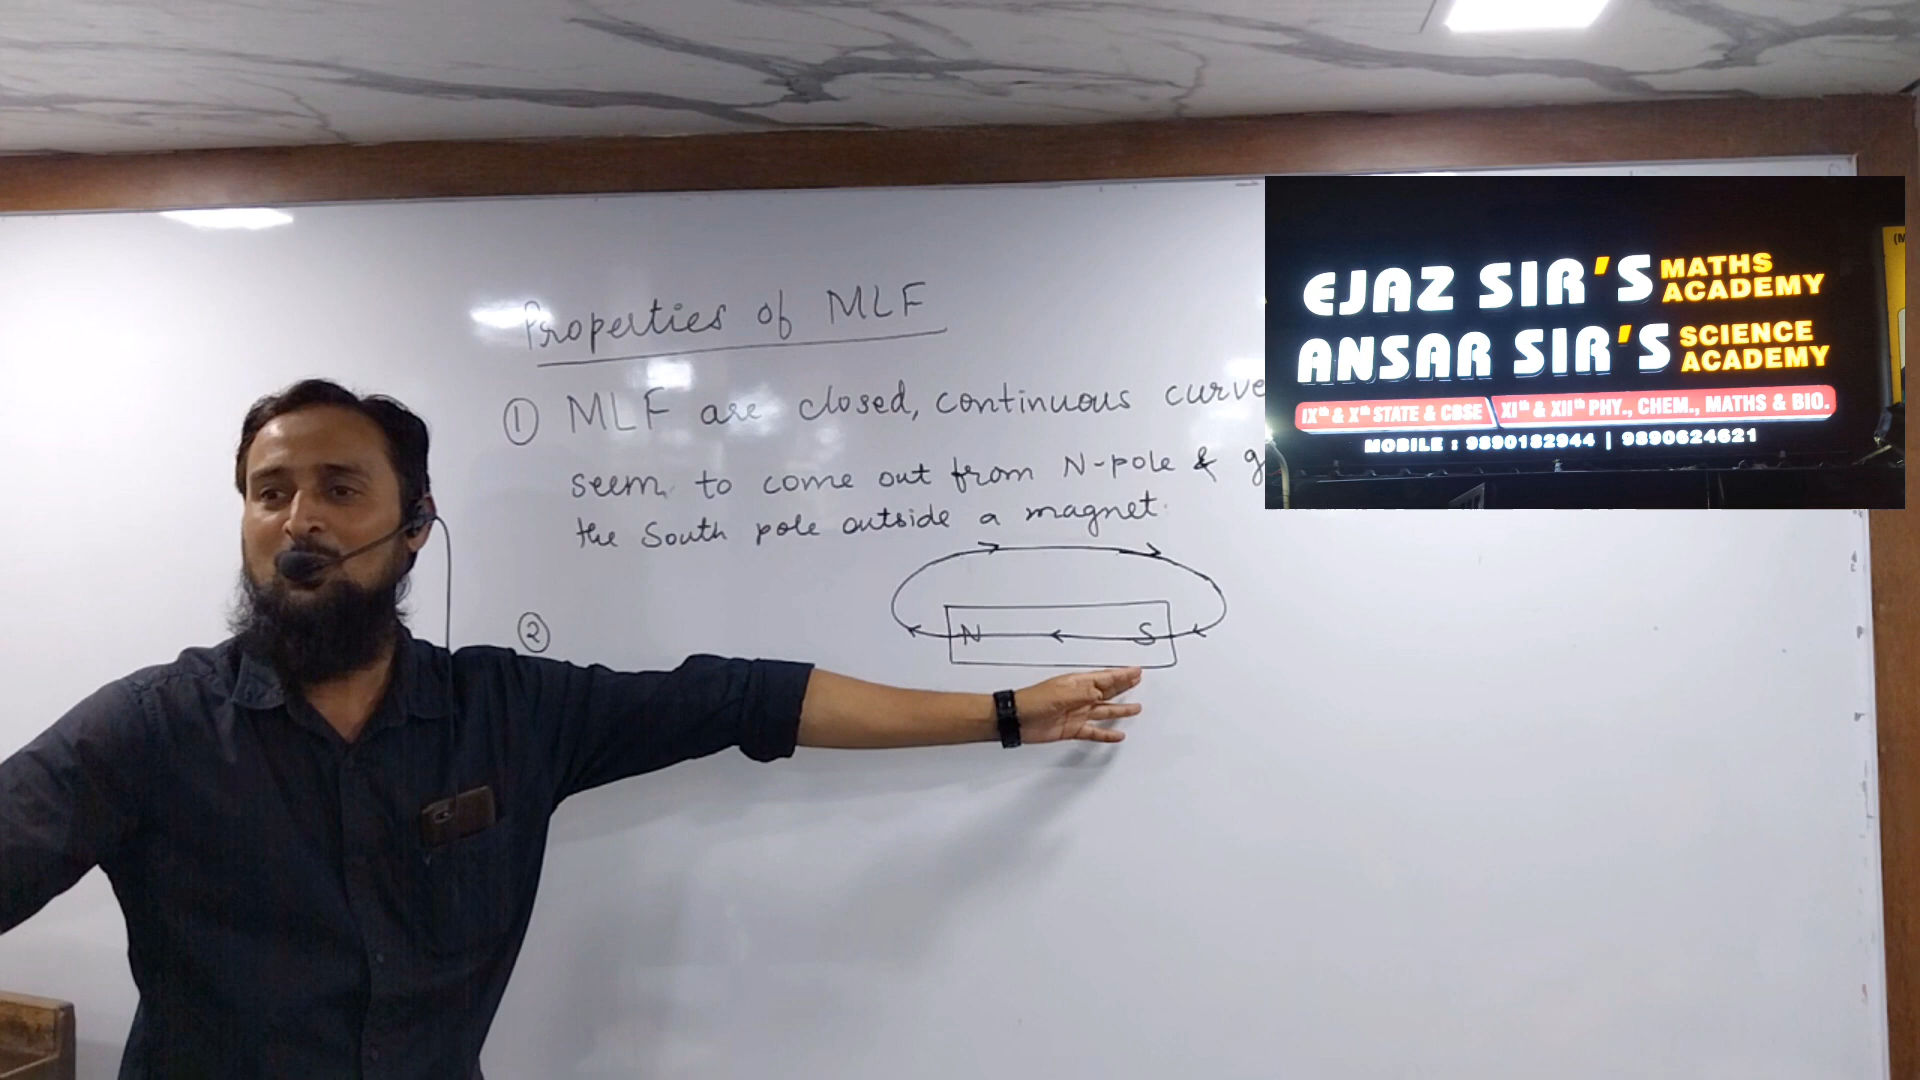 Properties of MLF
① MLF are closed, continuous curve
seem to come out from N-pole & g
the South pole outside a magnet.
N S
②
EJAZ SIR'S MATHS ACADEMY
ANSAR SIR'S SCIENCE ACADEMY
IXth & Xth STATE & CBSE XIth & XIIth PHY., CHEM., MATHS & BIO.
MOBILE : 9890182944 | 9890624621
(M